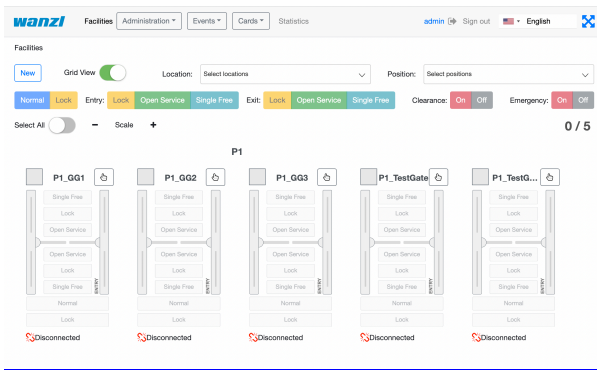 wanzl Facilities Administration Events Cards Statistics admin Sign out English
Facilities
New Grid View Location: Select locations Position: Select positions
Normal Lock Entry: Lock Open Service Single Free Exit: Lock Open Service Single Free Clearance: On Off Emergency: On Off
Select All − Scale + 0 / 5
P1
P1_GG1 P1_GG2 P1_GG3 P1_TestGate P1_TestG...
Single Free Single Free Single Free Single Free Single Free
Lock Lock Lock Lock Lock
Open Service Open Service Open Service Open Service Open Service
Open Service Open Service Open Service Open Service Open Service
Lock Lock Lock Lock Lock
Single Free ENTRY Single Free ENTRY Single Free ENTRY Single Free ENTRY Single Free ENTRY
Normal Normal Normal Normal Normal
Lock Lock Lock Lock Lock
Disconnected Disconnected Disconnected Disconnected Disconnected